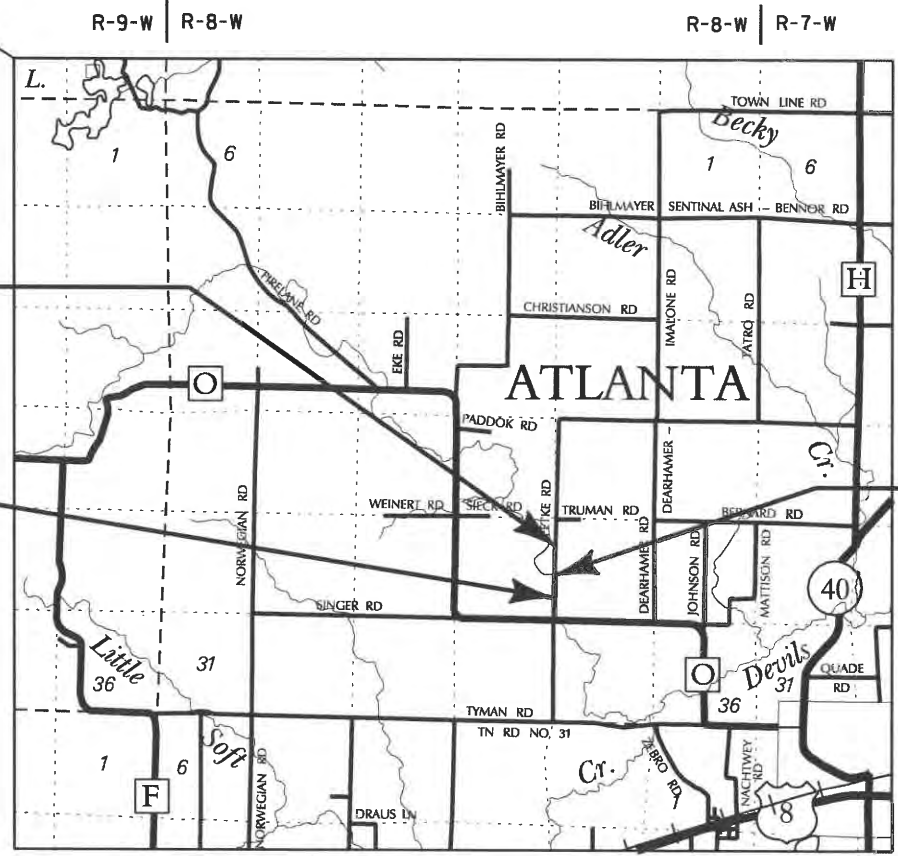 R-9-W R-8-W
R-8-W R-7-W
L.
TOWN LINE RD
Becky
1
6
1
6
BIHLMAYER RD
BIHLMAYER
SENTINAL ASH - BENNOR RD
Adler
FIRELANE RD
H
CHRISTIANSON RD
IMALONE RD
TATRO RD
EKE RD
O
ATLANTA
PADDOK RD
Cr.
DEARHAMER
NORWEGIAN RD
WEINERT RD
SIECK RD
TRUMAN RD
BERNARD RD
DEARHAMER RD
JOHNSON RD
MATTISON RD
40
SINGER RD
Little
31
36
O
Devils
36
31
QUADE
RD
TYMAN RD
TN RD NO. 31
Soft
1
6
NORWEGIAN RD
F
Cr.
ZEBRO RD
NACHTWEY
RD
DRAUS LN
8